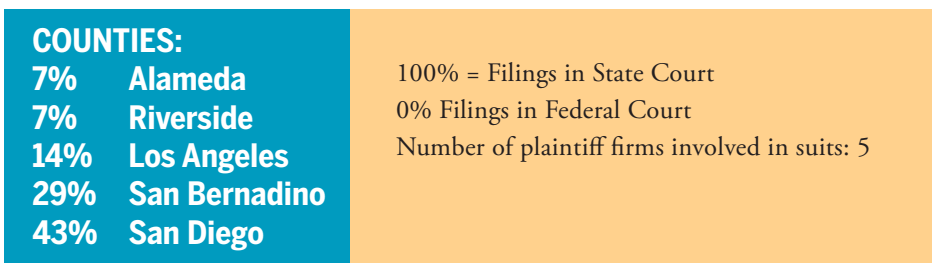 COUNTIES:
7% Alameda
7% Riverside
14% Los Angeles
29% San Bernadino
43% San Diego
100% = Filings in State Court
0% Filings in Federal Court
Number of plaintiff firms involved in suits: 5